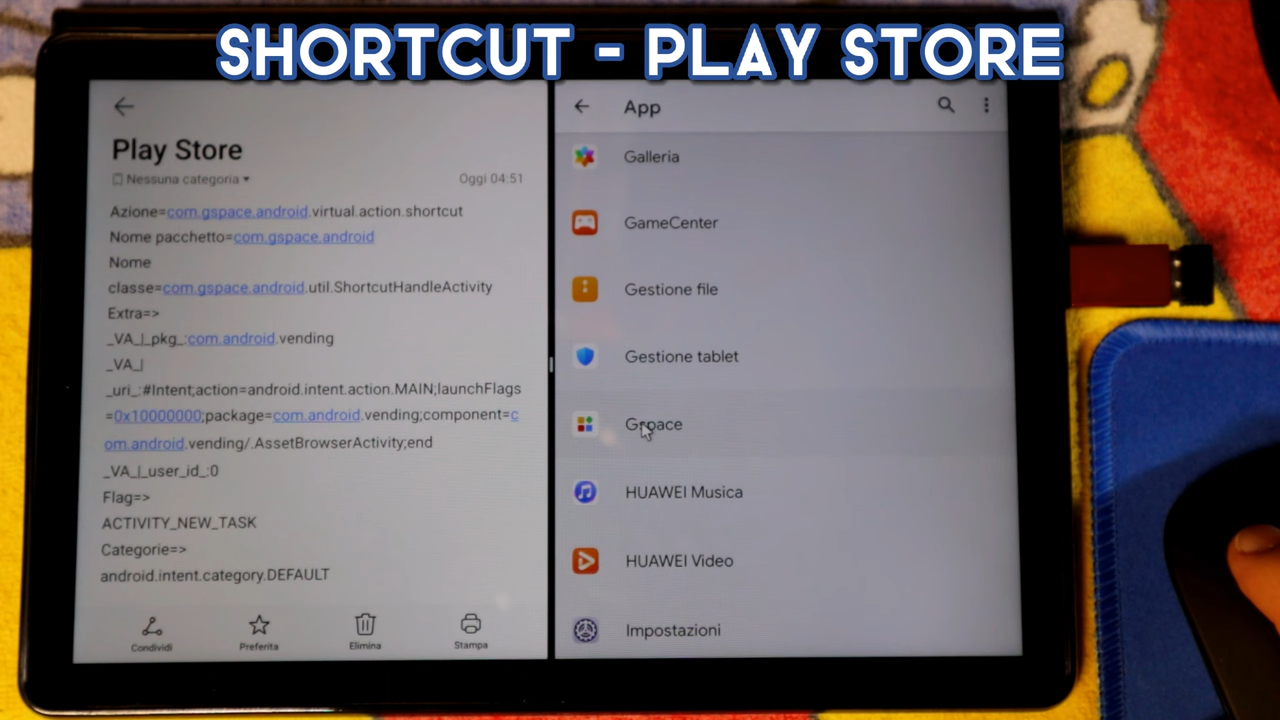 SHORTCUT - PLAY STORE
Play Store
Nessuna categoria
Oggi 04:51
Azione=com.gspace.android.virtual.action.shortcut
Nome pacchetto=com.gspace.android
Nome
classe=com.gspace.android.util.ShortcutHandleActivity
Extra=>
_VA_|_pkg_:com.android.vending
_VA_|
_uri_:#Intent;action=android.intent.action.MAIN;launchFlags
=0x10000000;package=com.android.vending;component=c
om.android.vending/.AssetBrowserActivity;end
_VA_|_user_id_:0
Flag=>
ACTIVITY_NEW_TASK
Categorie=>
android.intent.category.DEFAULT
Condividi
Preferita
Elimina
Stampa
App
Galleria
GameCenter
Gestione file
Gestione tablet
Gspace
HUAWEI Musica
HUAWEI Video
Impostazioni